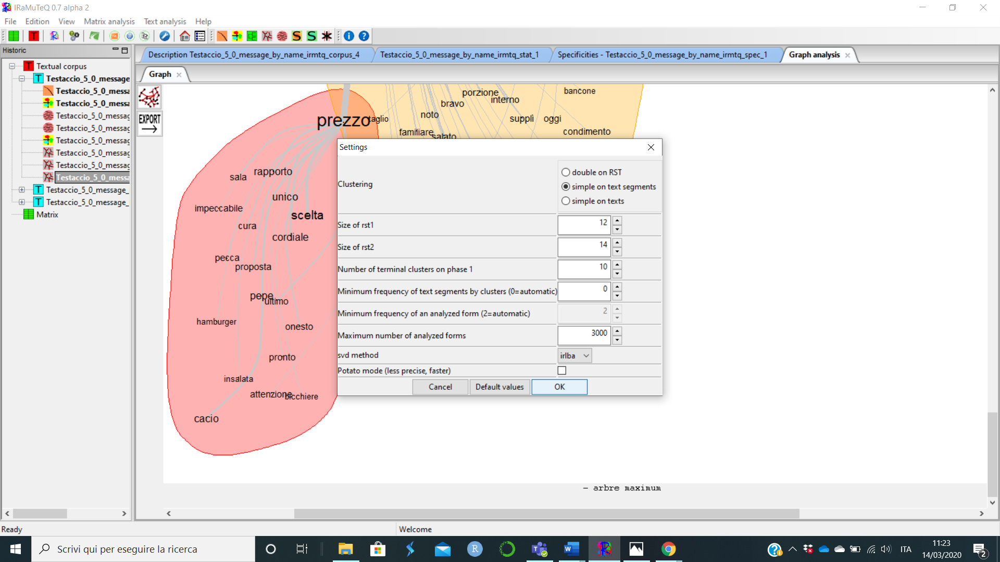 IRaMuTeQ 0.7 alpha 2
File Edition View Matrix analysis Text analysis Help
Historic
Textual corpus
Testaccio_5_0_message
Testaccio_5_0_messa
Testaccio_5_0_messa
Testaccio_5_0_messag
Testaccio_5_0_messag
Testaccio_5_0_messag
Testaccio_5_0_messag
Testaccio_5_0_messag
Testaccio_5_0_messa
Testaccio_5_0_message_
Testaccio_5_0_message_
Matrix
Description Testaccio_5_0_message_by_name_irmtq_corpus_4
Testaccio_5_0_message_by_name_irmtq_stat_1
Specificities - Testaccio_5_0_message_by_name_irmtq_spec_1
Graph analysis
Graph
EXPORT
porzione
bancone
interno
bravo
noto
taglio
prezzo
supplì
oggi
familiare
salato
condimento
rapporto
sala
unico
impeccabile
scelta
cura
cordiale
pecca
proposta
pepe
ultimo
hamburger
onesto
pronto
insalata
attenzione
bicchiere
cacio
Settings
Clustering
double on RST
simple on text segments
simple on texts
Size of rst1 12
Size of rst2 14
Number of terminal clusters on phase 1 10
Minimum frequency of text segments by clusters (0=automatic) 0
Minimum frequency of an analyzed form (2=automatic) 2
Maximum number of analyzed forms 3000
svd method irlba
Potato mode (less precise, faster)
Cancel Default values OK
- arbre maximum
Ready Welcome
Scrivi qui per eseguire la ricerca
ITA
11:23
14/03/2020
2